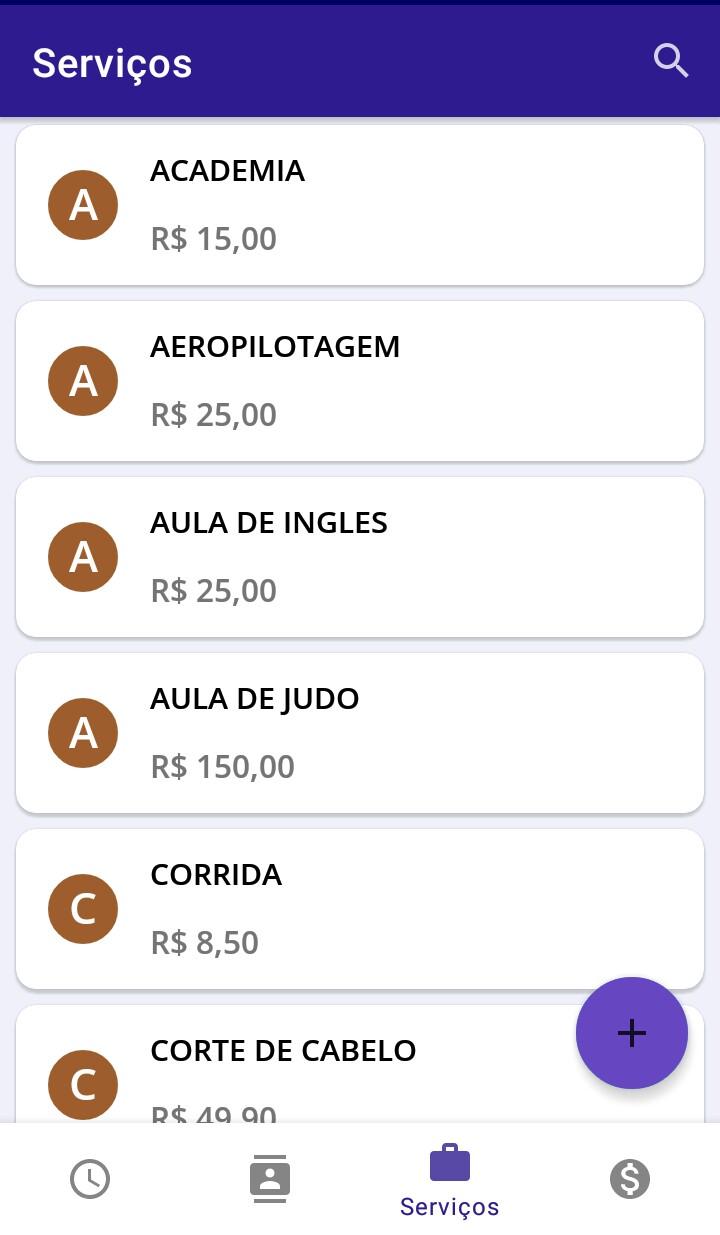 Serviços
A
ACADEMIA
R$ 15,00
A
AEROPILOTAGEM
R$ 25,00
A
AULA DE INGLES
R$ 25,00
A
AULA DE JUDO
R$ 150,00
C
CORRIDA
R$ 8,50
C
CORTE DE CABELO
R$ 49,90
Serviços